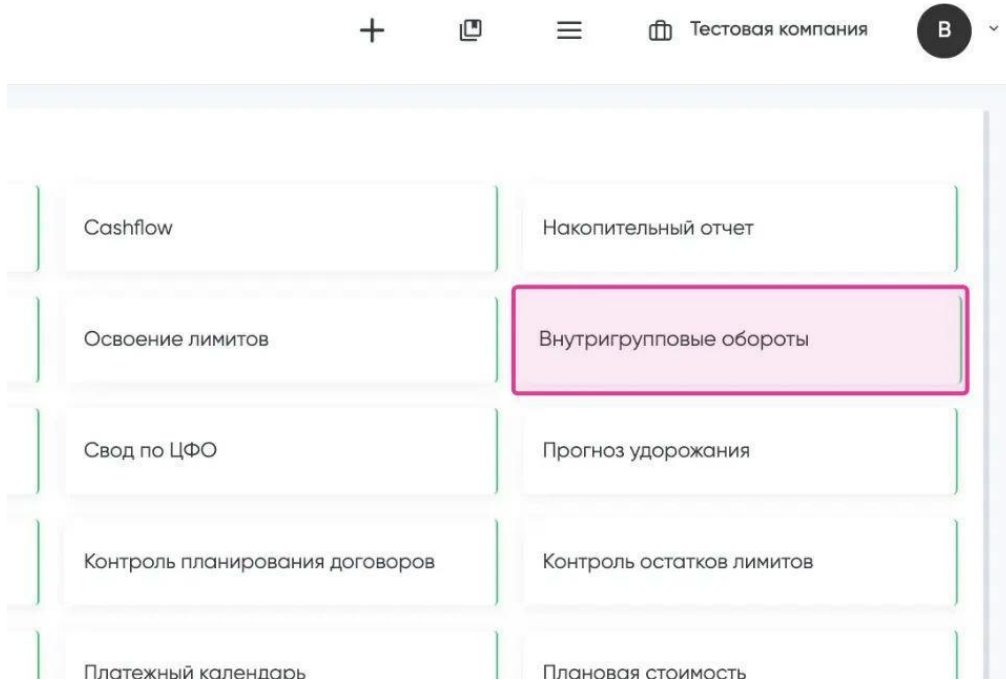 Тестовая компания
B
Cashflow
Накопительный отчет
Освоение лимитов
Внутригрупповые обороты
Свод по ЦФО
Прогноз удорожания
Контроль планирования договоров
Контроль остатков лимитов
Платежный календарь
Плановая стоимость